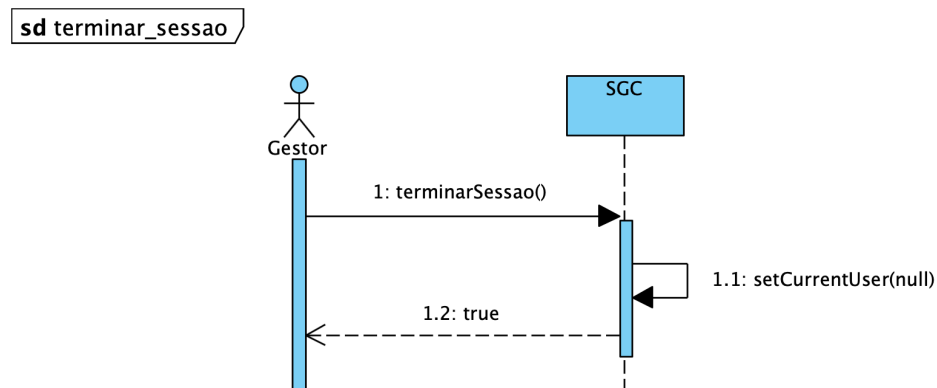 sd terminar_sessao
SGC
Gestor
1: terminarSessao()
1.1: setCurrentUser(null)
1.2: true